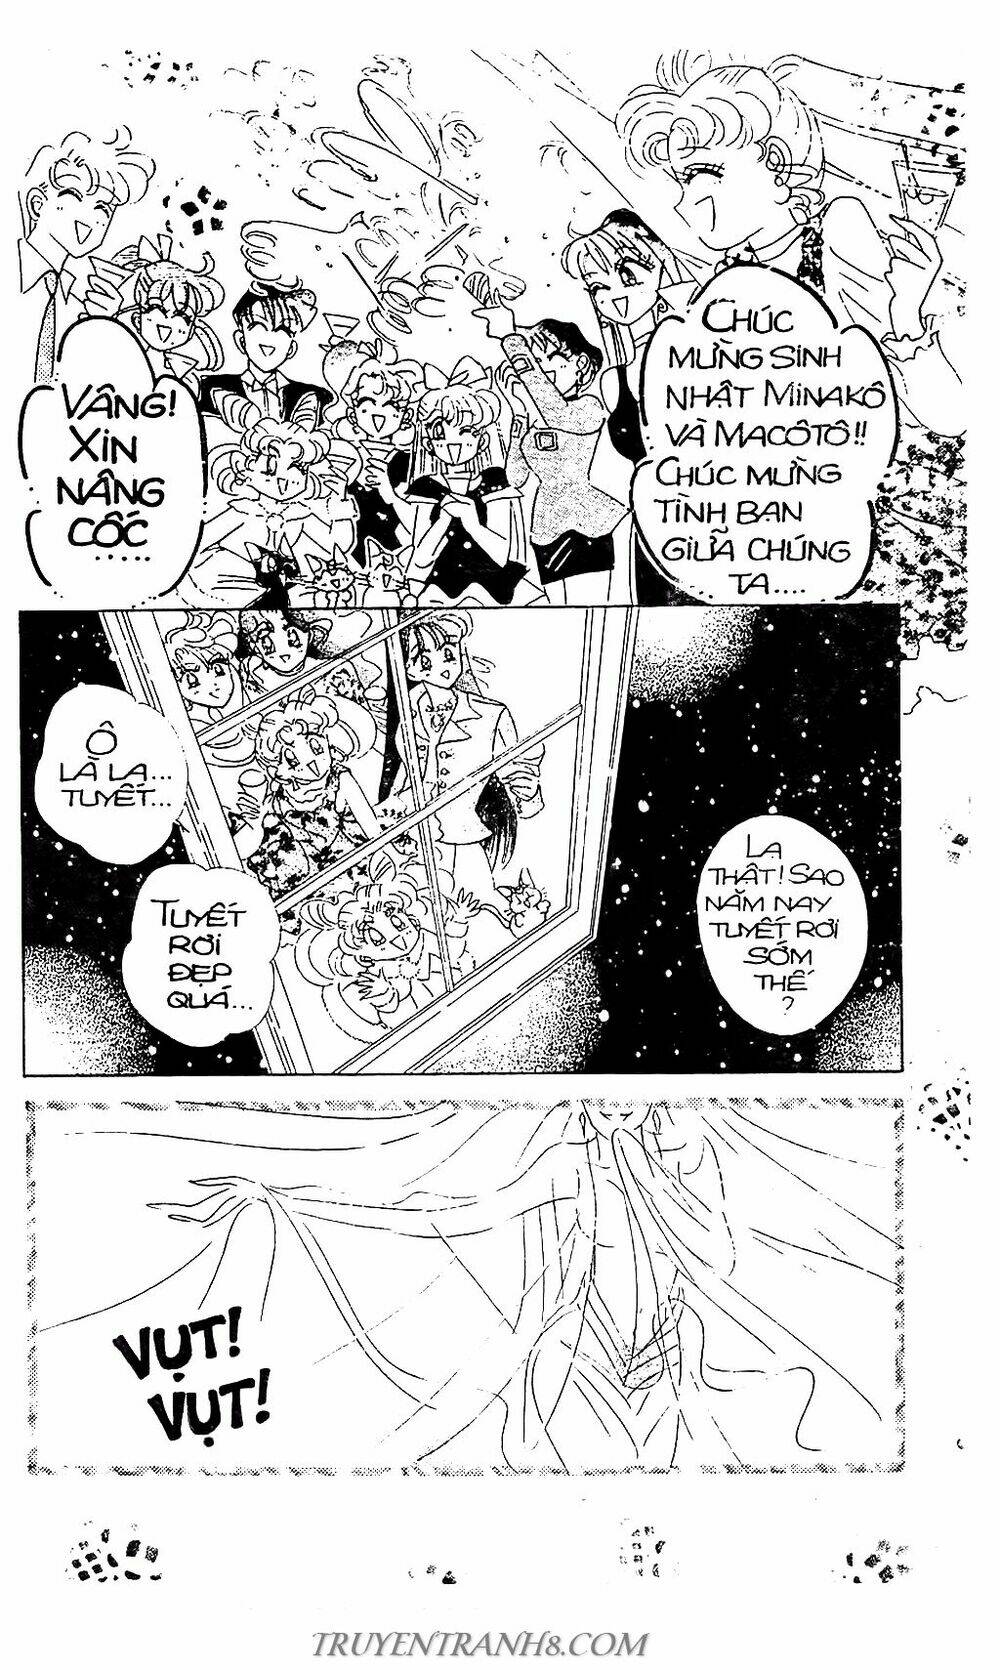 CHÚC
MỪNG SINH
NHẬT MINAKÔ
VÀ MACÔTÔ!!
CHÚC MỪNG
TÌNH BẠN
GIỮA CHÚNG
TA....
VÂNG!
XIN
NÂNG
CỐC
.....
Ô
LÀ LA...
TUYẾT...
TUYẾT
RƠI
ĐẸP
QUÁ...
LẠ
THẬT! SAO
NĂM NAY
TUYẾT RƠI
SỚM
THẾ
?
VỤT!
VỤT!
TRUYENTRANH8.COM